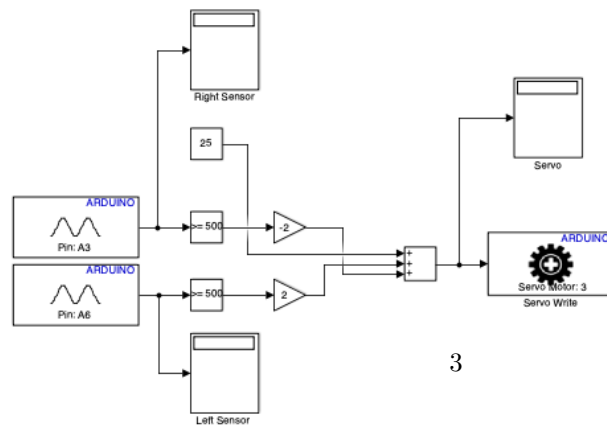 Right Sensor
25
Servo
ARDUINO
Pin: A3
>= 500
-2
+
+
+
ARDUINO
Servo Motor: 3
Servo Write
ARDUINO
Pin: A6
>= 500
2
Left Sensor
3